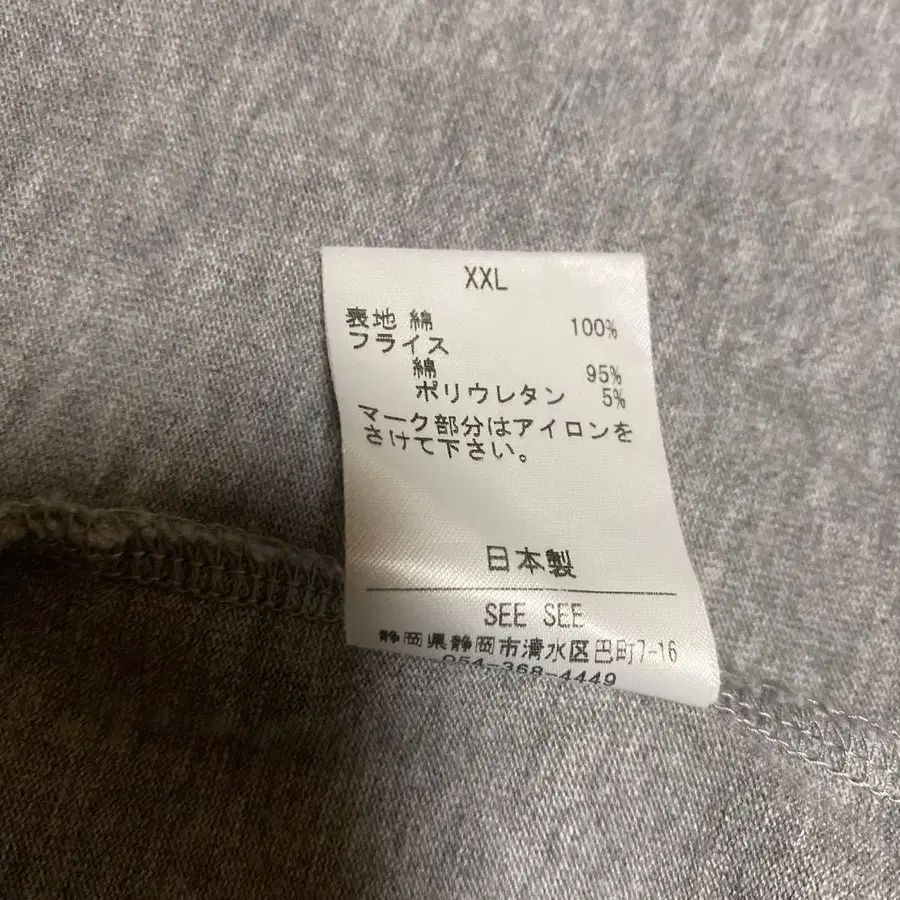 XXL
表地 綿 100%
フライス
綿 95%
ポリウレタン 5%
マーク部分はアイロンを
さけて下さい。
日本製
SEE SEE
静岡県静岡市清水区巴町7-16
054-368-4449